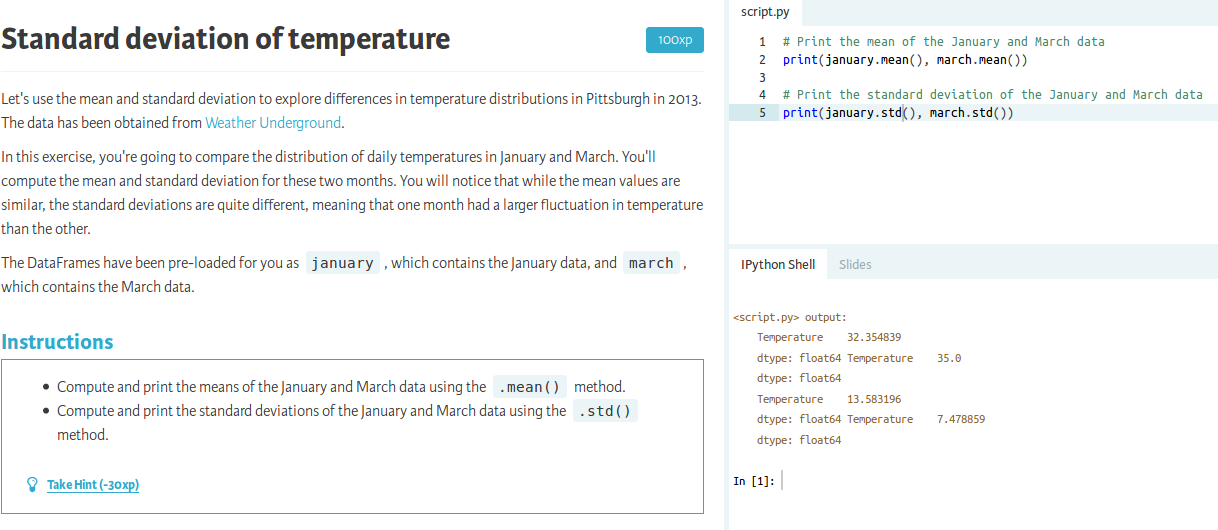 Standard deviation of temperature
100xp
Let's use the mean and standard deviation to explore differences in temperature distributions in Pittsburgh in 2013.
The data has been obtained from Weather Underground.
In this exercise, you're going to compare the distribution of daily temperatures in January and March. You'll
compute the mean and standard deviation for these two months. You will notice that while the mean values are
similar, the standard deviations are quite different, meaning that one month had a larger fluctuation in temperature
than the other.
The DataFrames have been pre-loaded for you as january , which contains the January data, and march ,
which contains the March data.
Instructions
• Compute and print the means of the January and March data using the .mean() method.
• Compute and print the standard deviations of the January and March data using the .std()
method.
Take Hint (-30xp)
script.py
1 # Print the mean of the January and March data
2 print(january.mean(), march.mean())
3
4 # Print the standard deviation of the January and March data
5 print(january.std(), march.std())
IPython Shell Slides
<script.py> output:
Temperature    32.354839
dtype: float64 Temperature    35.0
dtype: float64
Temperature    13.583196
dtype: float64 Temperature    7.478859
dtype: float64
In [1]: